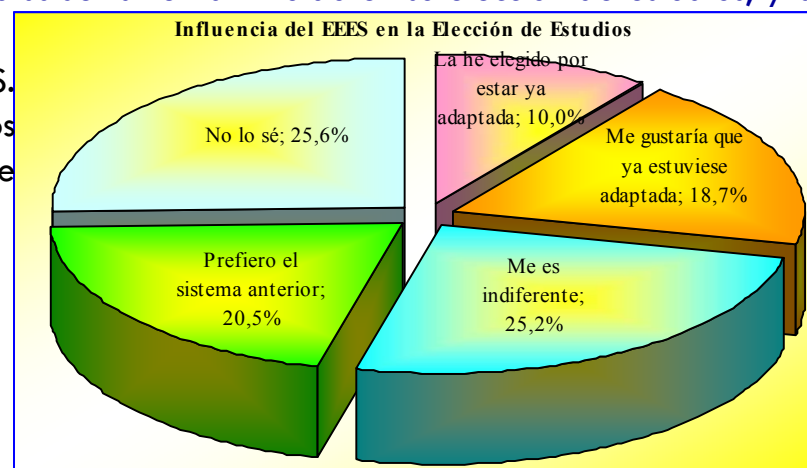 Influencia del EEES en la Elección de Estudios
S.
os
e
La he elegido por
estar ya
adaptada; 10,0%
Me gustaría que
ya estuviese
adaptada; 18,7%
No lo sé; 25,6%
Prefiero el
sistema anterior;
20,5%
Me es
indiferente;
25,2%